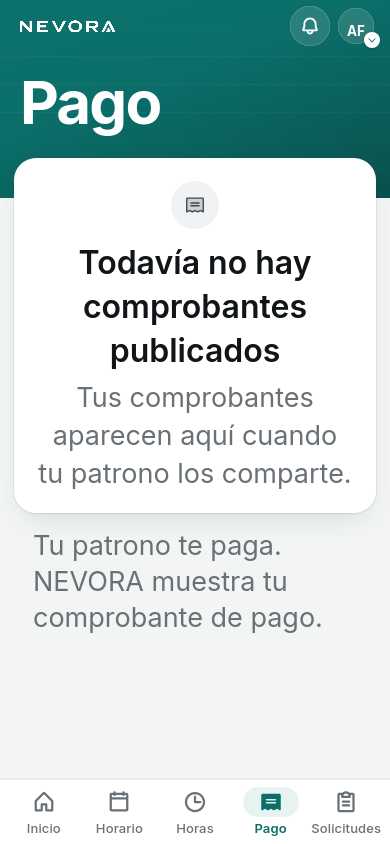 NEVORA
AF
Pago
Todavía no hay
comprobantes
publicados
Tus comprobantes
aparecen aquí cuando
tu patrono los comparte.
Tu patrono te paga.
NEVORA muestra tu
comprobante de pago.
Inicio
Horario
Horas
Pago
Solicitudes